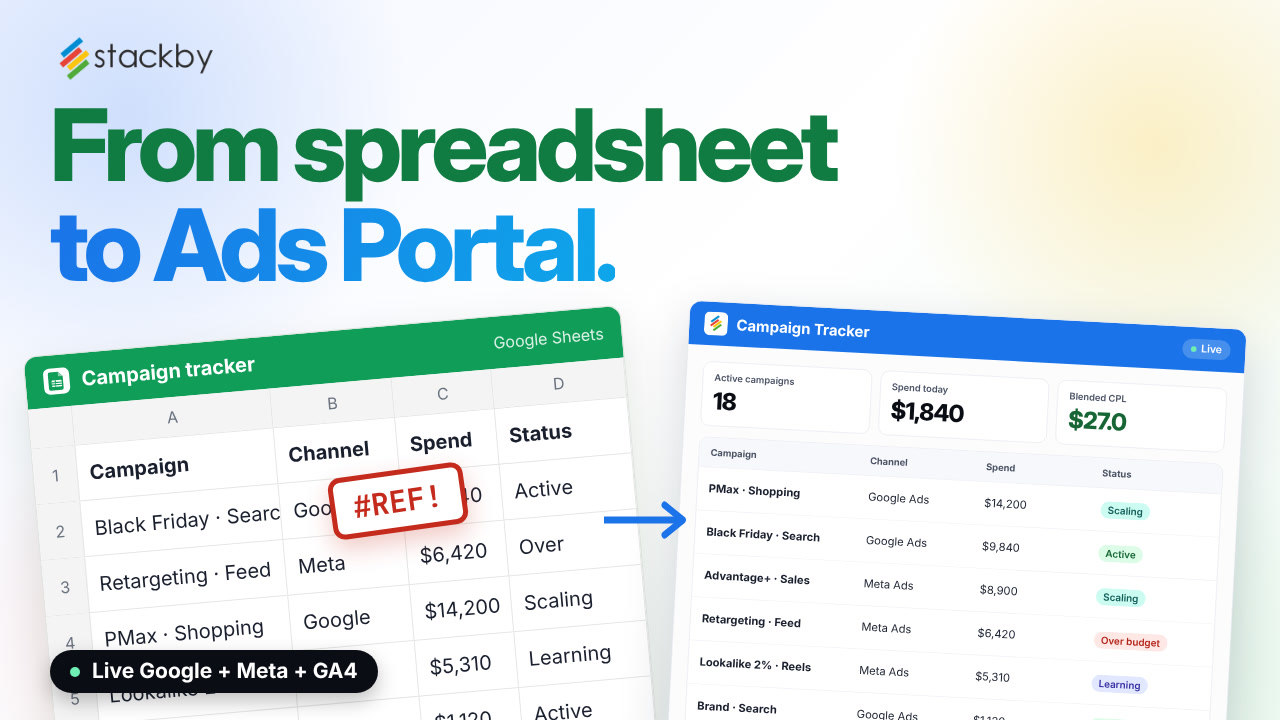 stackby
From spreadsheet
to Ads Portal.
Campaign tracker
Google Sheets
A B C D
1 Campaign Channel Spend Status
2 Black Friday · Searc Goo 40 Active
3 Retargeting · Feed Meta $6,420 Over
4 PMax · Shopping Google $14,200 Scaling
5 $5,310 Learning
Active
#REF!
Live Google + Meta + GA4
Campaign Tracker
Live
Active campaigns
18
Spend today
$1,840
Blended CPL
$27.0
Campaign Channel Spend Status
PMax · Shopping Google Ads $14,200 Scaling
Black Friday · Search Google Ads $9,840 Active
Advantage+ · Sales Meta Ads $8,900 Scaling
Retargeting · Feed Meta Ads $6,420 Over budget
Lookalike 2% · Reels Meta Ads $5,310 Learning
Brand · Search Google Ads